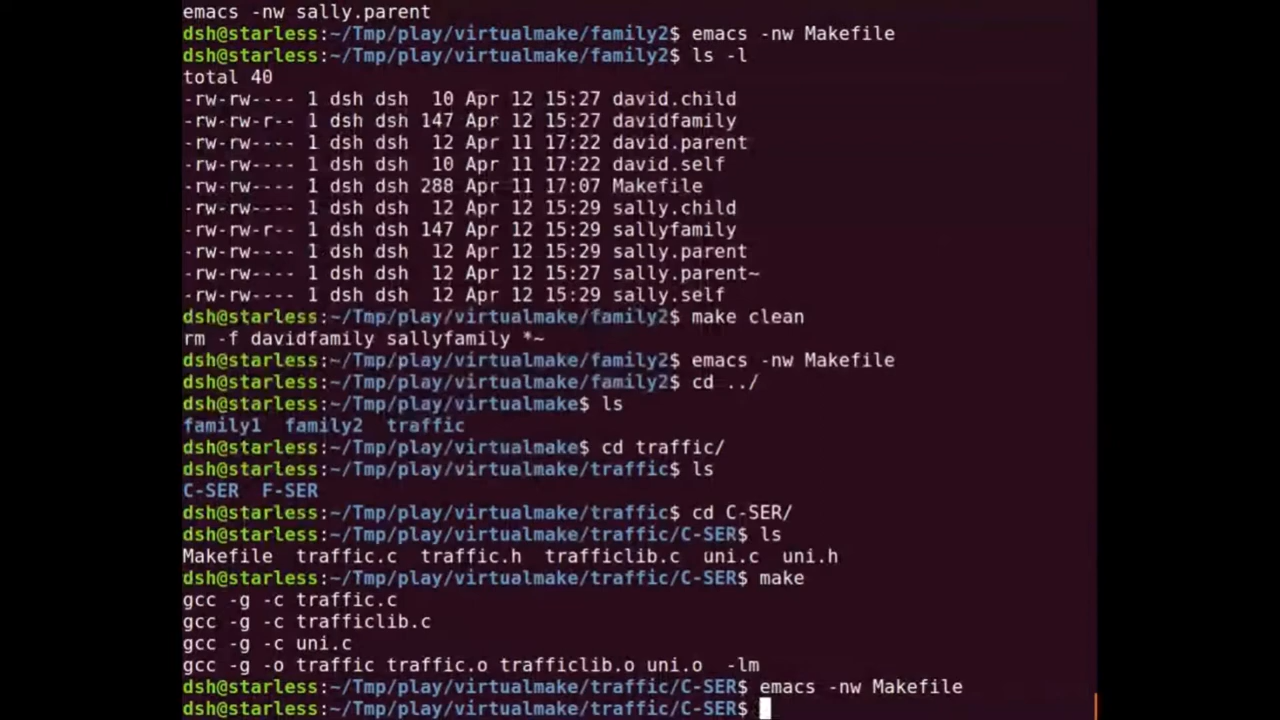 emacs -nw sally.parent
dsh@starless:~/Tmp/play/virtualmake/family2$ emacs -nw Makefile
dsh@starless:~/Tmp/play/virtualmake/family2$ ls -l
total 40
-rw-rw---- 1 dsh dsh  10 Apr 12 15:27 david.child
-rw-rw-r-- 1 dsh dsh 147 Apr 12 15:27 davidfamily
-rw-rw---- 1 dsh dsh  12 Apr 11 17:22 david.parent
-rw-rw---- 1 dsh dsh  10 Apr 11 17:22 david.self
-rw-rw---- 1 dsh dsh 288 Apr 11 17:07 Makefile
-rw-rw---- 1 dsh dsh  12 Apr 12 15:29 sally.child
-rw-rw-r-- 1 dsh dsh 147 Apr 12 15:29 sallyfamily
-rw-rw---- 1 dsh dsh  12 Apr 12 15:29 sally.parent
-rw-rw---- 1 dsh dsh  12 Apr 12 15:27 sally.parent~
-rw-rw---- 1 dsh dsh  12 Apr 12 15:29 sally.self
dsh@starless:~/Tmp/play/virtualmake/family2$ make clean
rm -f davidfamily sallyfamily *~
dsh@starless:~/Tmp/play/virtualmake/family2$ emacs -nw Makefile
dsh@starless:~/Tmp/play/virtualmake/family2$ cd ../
dsh@starless:~/Tmp/play/virtualmake$ ls
family1  family2  traffic
dsh@starless:~/Tmp/play/virtualmake$ cd traffic/
dsh@starless:~/Tmp/play/virtualmake/traffic$ ls
C-SER  F-SER
dsh@starless:~/Tmp/play/virtualmake/traffic$ cd C-SER/
dsh@starless:~/Tmp/play/virtualmake/traffic/C-SER$ ls
Makefile  traffic.c  traffic.h  trafficlib.c  uni.c  uni.h
dsh@starless:~/Tmp/play/virtualmake/traffic/C-SER$ make
gcc -g -c traffic.c
gcc -g -c trafficlib.c
gcc -g -c uni.c
gcc -g -o traffic traffic.o trafficlib.o uni.o  -lm
dsh@starless:~/Tmp/play/virtualmake/traffic/C-SER$ emacs -nw Makefile
dsh@starless:~/Tmp/play/virtualmake/traffic/C-SER$